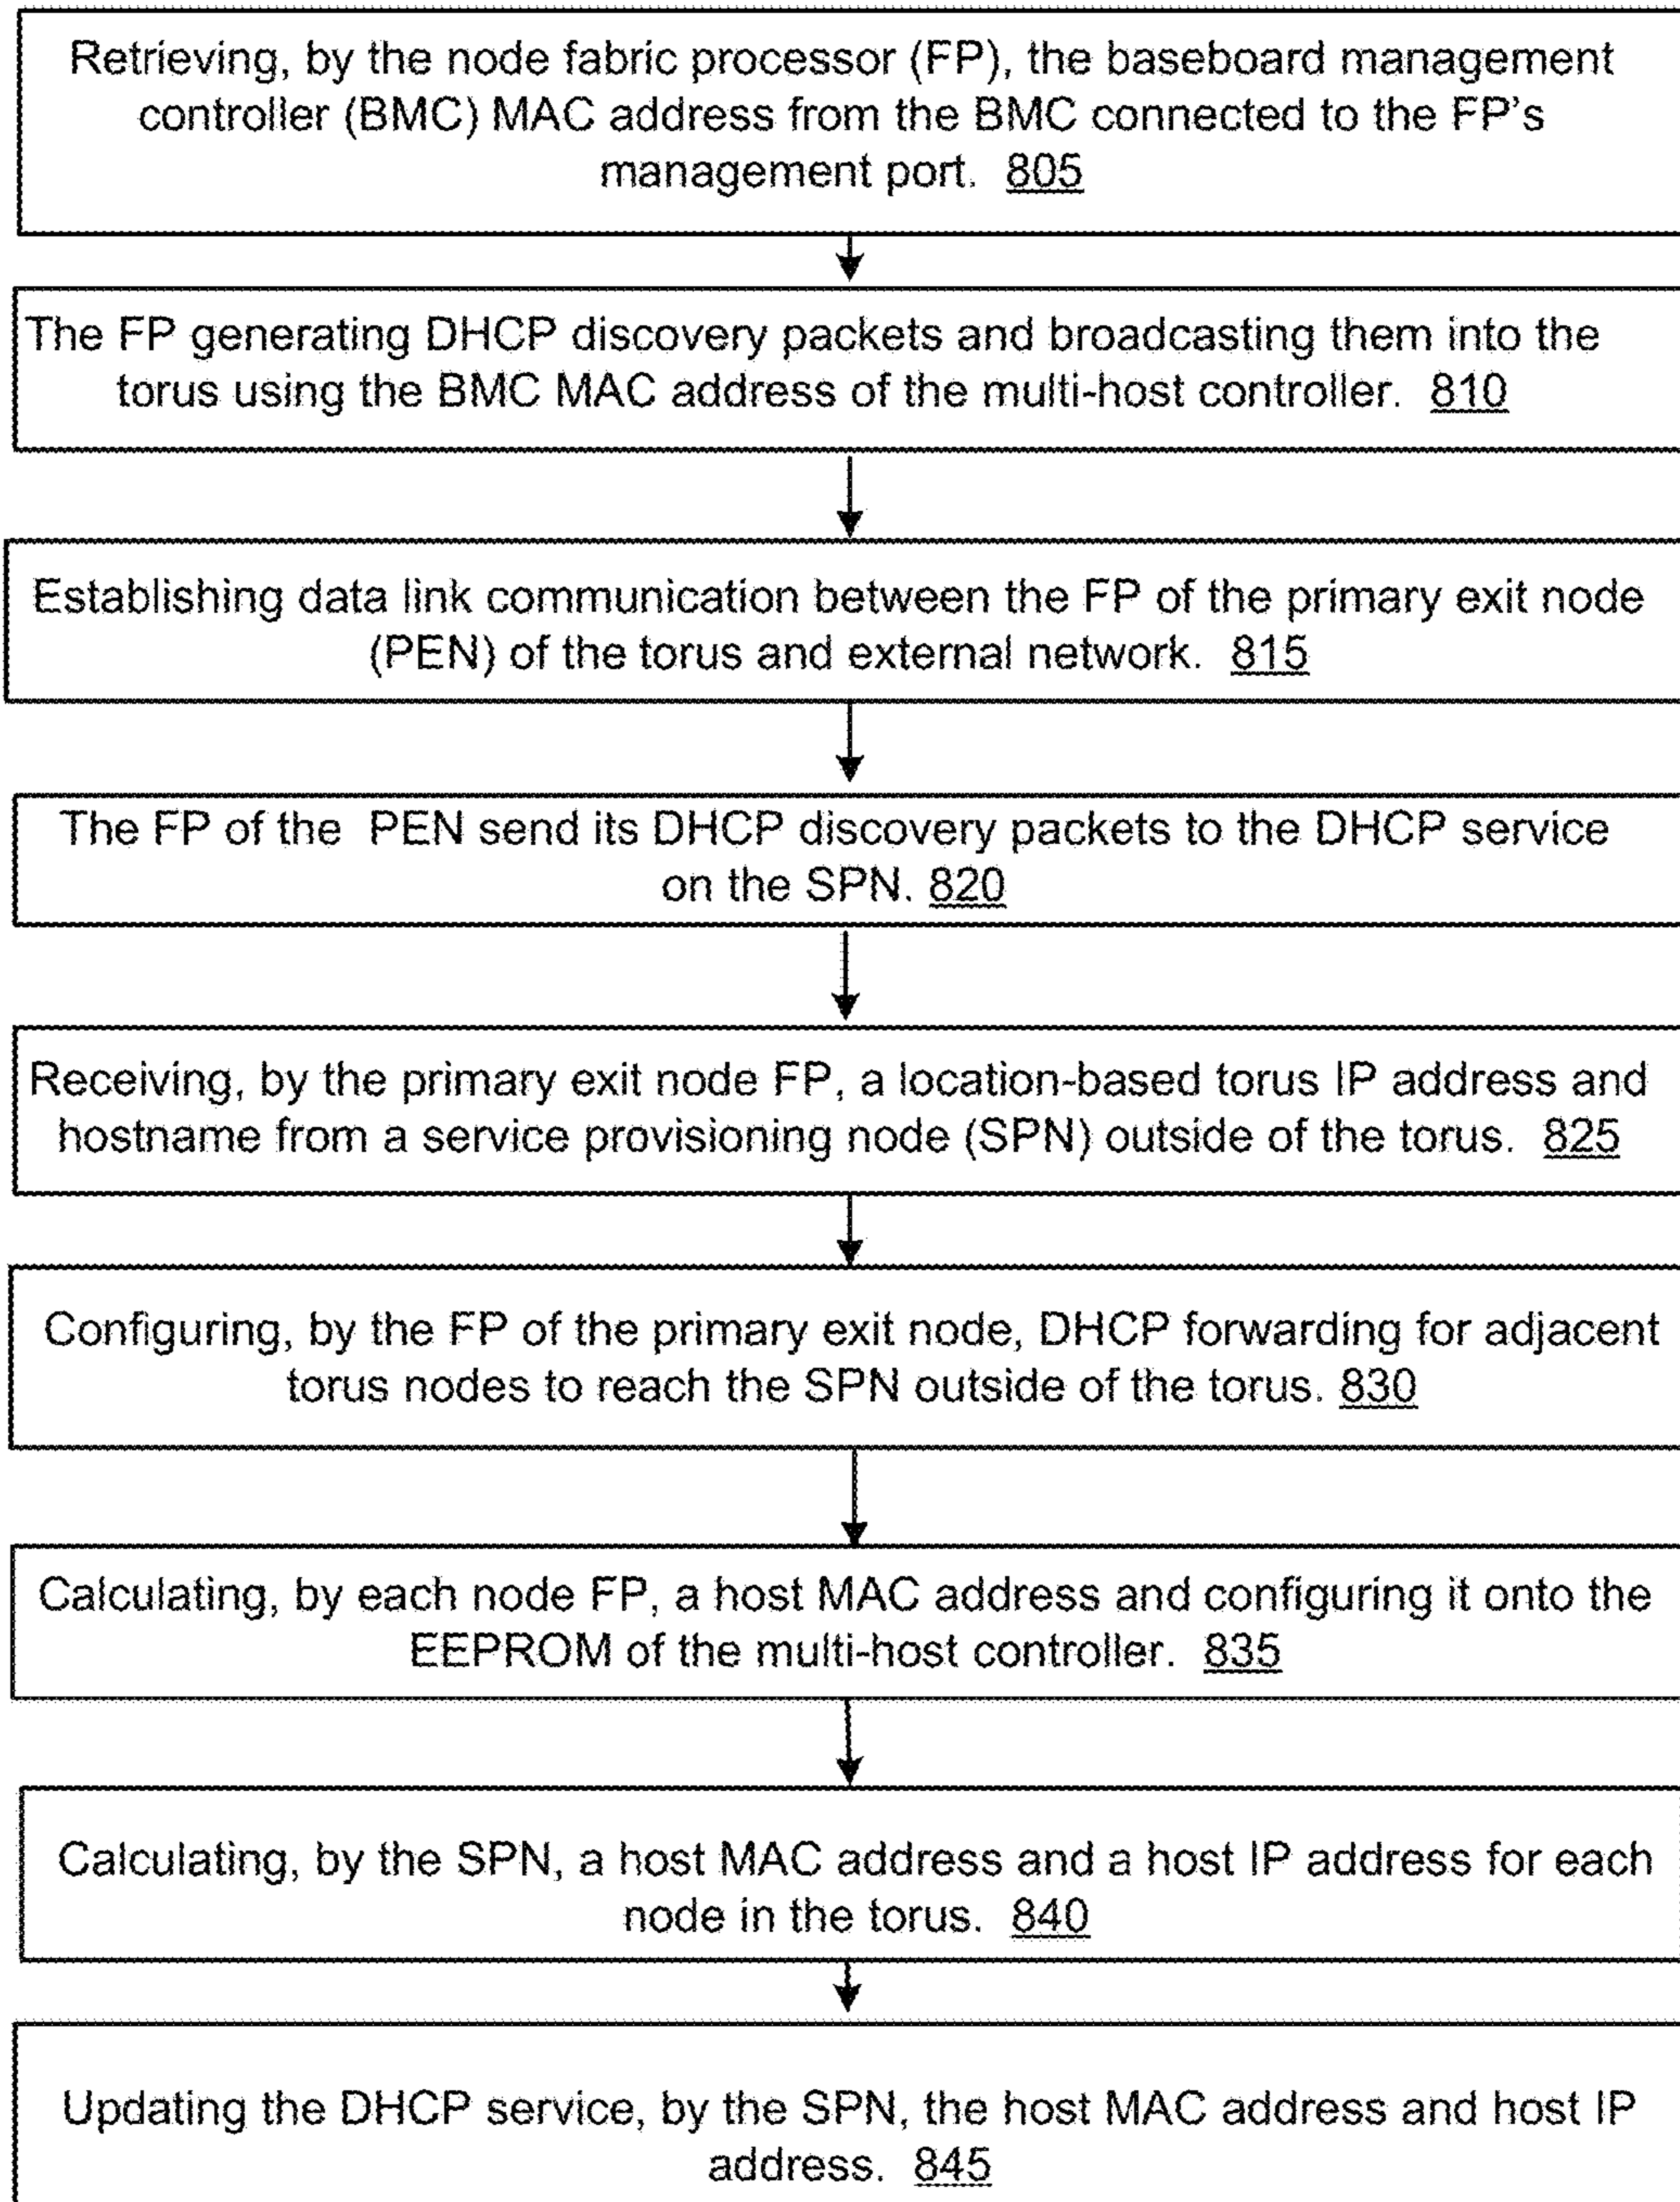 Retrieving, by the node fabric processor (FP), the baseboard management
controller (BMC) MAC address from the BMC connected to the FP's
management port. 805
The FP generating DHCP discovery packets and broadcasting them into the
torus using the BMC MAC address of the multi-host controller. 810
Establishing data link communication between the FP of the primary exit node
(PEN) of the torus and external network. 815
The FP of the PEN send its DHCP discovery packets to the DHCP service
on the SPN. 820
Receiving, by the primary exit node FP, a location-based torus IP address and
hostname from a service provisioning node (SPN) outside of the torus. 825
Configuring, by the FP of the primary exit node, DHCP forwarding for adjacent
torus nodes to reach the SPN outside of the torus. 830
Calculating, by each node FP, a host MAC address and configuring it onto the
EEPROM of the multi-host controller. 835
Calculating, by the SPN, a host MAC address and a host IP address for each
node in the torus. 840
Updating the DHCP service, by the SPN, the host MAC address and host IP
address. 845